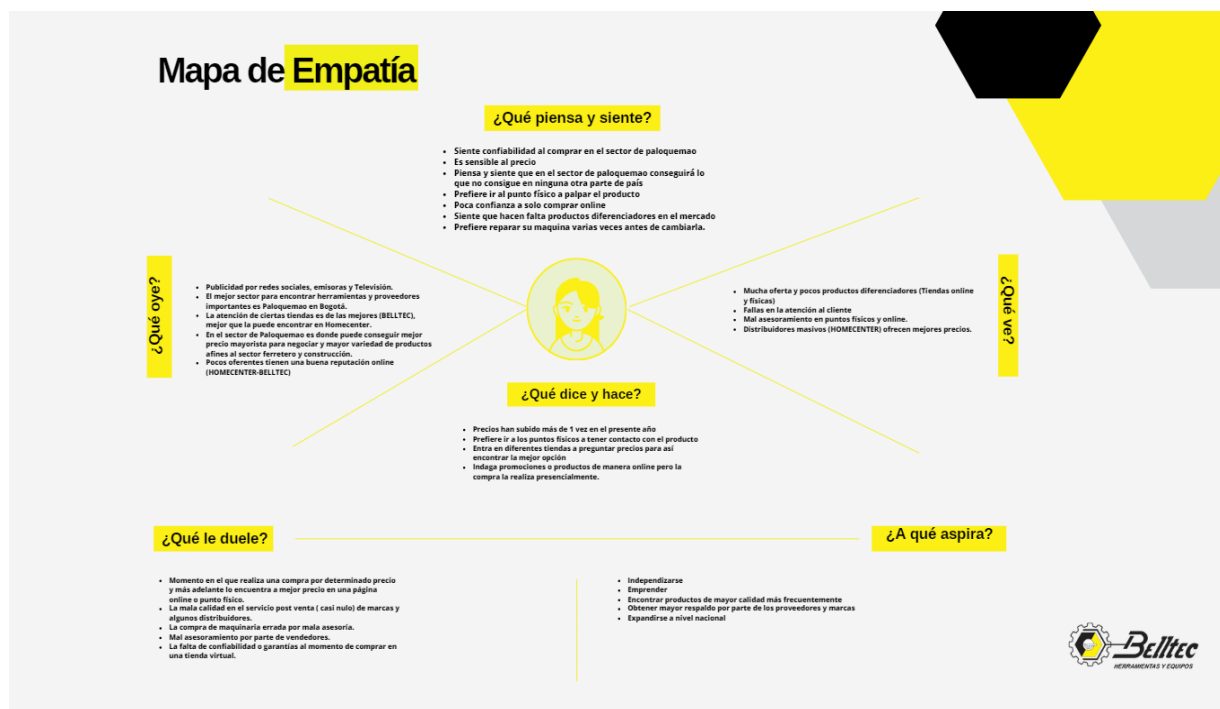 Mapa de Empatía
¿Qué piensa y siente?
• Siente confiabilidad al comprar en el sector de paloquemao
• Es sensible al precio
• Piensa y siente que en el sector de paloquemao conseguirá lo
que no consigue en ninguna otra parte de país
• Prefiere ir al punto físico a palpar el producto
• Poca confianza a solo comprar online
• Siente que hacen falta productos diferenciadores en el mercado
• Prefiere reparar su maquina varias veces antes de cambiarla.
¿Qué oye?
• Publicidad por redes sociales, emisoras y Televisión.
• El mejor sector para encontrar herramientas y proveedores
importantes es Paloquemao en Bogotá.
• La atención de ciertas tiendas es de las mejores (BELLTEC),
mejor que la puede encontrar en Homecenter.
• En el sector de Paloquemao es donde puede conseguir mejor
precio mayorista para negociar y mayor variedad de productos
afines al sector ferretero y construcción.
• Pocos oferentes tienen una buena reputación online
(HOMECENTER-BELLTEC)
¿Qué ve?
• Mucha oferta y pocos productos diferenciadores (Tiendas online
y físicas)
• Fallas en la atención al cliente
• Mal asesoramiento en puntos físicos y online.
• Distribuidores masivos (HOMECENTER) ofrecen mejores precios.
¿Qué dice y hace?
• Precios han subido más de 1 vez en el presente año
• Prefiere ir a los puntos físicos a tener contacto con el producto
• Entra en diferentes tiendas a preguntar precios para así
encontrar la mejor opción
• Indaga promociones o productos de manera online pero la
compra la realiza presencialmente.
¿Qué le duele?
• Momento en el que realiza una compra por determinado precio
y más adelante lo encuentra a mejor precio en una página
online o punto físico.
• La mala calidad en el servicio post venta ( casi nulo) de marcas y
algunos distribuidores.
• La compra de maquinaria errada por mala asesoría.
• Mal asesoramiento por parte de vendedores.
• La falta de confiabilidad o garantías al momento de comprar en
una tienda virtual.
¿A qué aspira?
• Independizarse
• Emprender
• Encontrar productos de mayor calidad más frecuentemente
• Obtener mayor respaldo por parte de los proveedores y marcas
• Expandirse a nivel nacional
Belltec
HERRAMIENTAS Y EQUIPOS